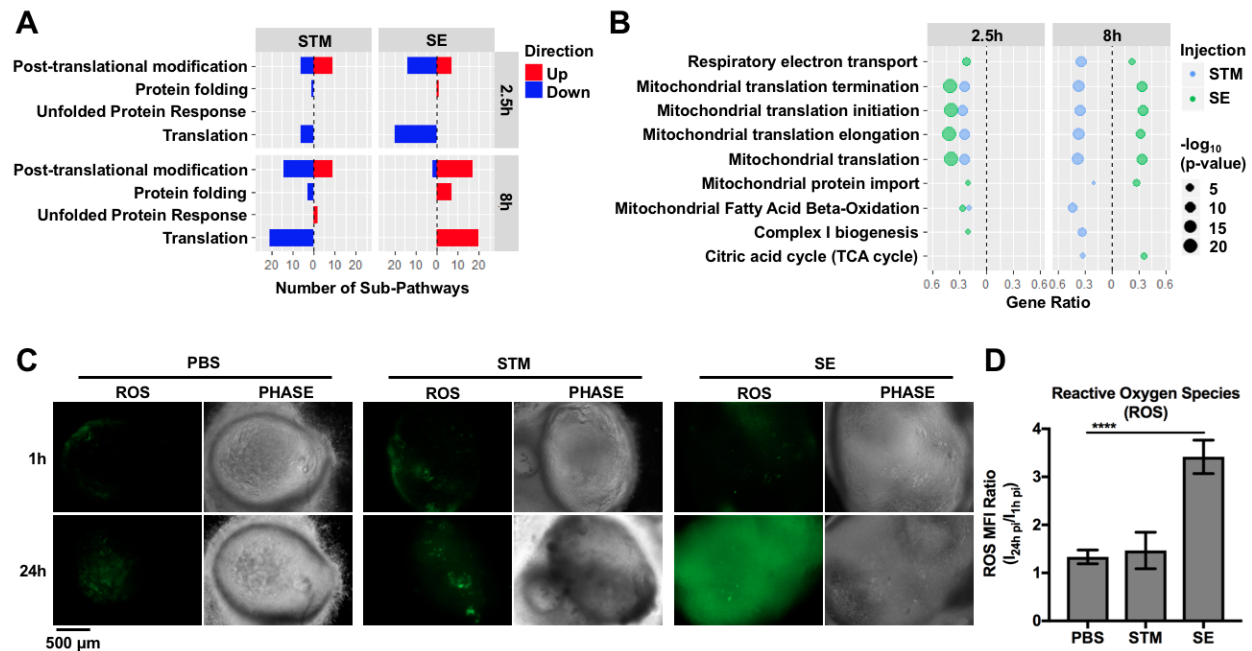 A
STM
SE
Direction
Up
Down
Post-translational modification
Protein folding
Unfolded Protein Response
Translation
2.5h
Post-translational modification
Protein folding
Unfolded Protein Response
Translation
8h
20 10 0 10 20
20 10 0 10 20
Number of Sub-Pathways
B
2.5h
8h
Injection
STM
SE
Respiratory electron transport
Mitochondrial translation termination
Mitochondrial translation initiation
Mitochondrial translation elongation
Mitochondrial translation
Mitochondrial protein import
Mitochondrial Fatty Acid Beta-Oxidation
Complex I biogenesis
Citric acid cycle (TCA cycle)
-log₁₀
(p-value)
5
10
15
20
0.6 0.3 0 0.3 0.6
0.6 0.3 0 0.3 0.6
Gene Ratio
C
PBS
STM
SE
ROS PHASE ROS PHASE ROS PHASE
1h
24h
500 µm
D
Reactive Oxygen Species
(ROS)
****
ROS MFI Ratio
(I24h pi/I1h pi)
4
3
2
1
0
PBS STM SE